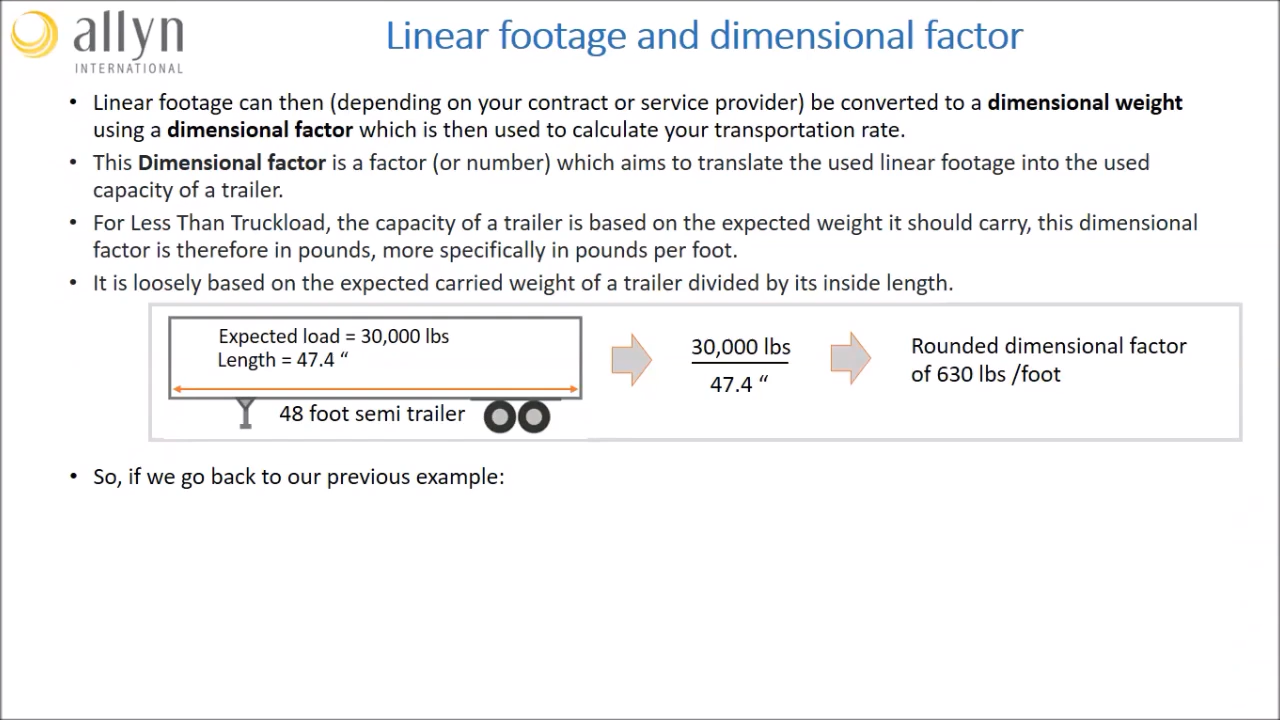 allyn
INTERNATIONAL
Linear footage and dimensional factor
• Linear footage can then (depending on your contract or service provider) be converted to a dimensional weight
using a dimensional factor which is then used to calculate your transportation rate.
• This Dimensional factor is a factor (or number) which aims to translate the used linear footage into the used
capacity of a trailer.
• For Less Than Truckload, the capacity of a trailer is based on the expected weight it should carry, this dimensional
factor is therefore in pounds, more specifically in pounds per foot.
• It is loosely based on the expected carried weight of a trailer divided by its inside length.
Expected load = 30,000 lbs
Length = 47.4 “
48 foot semi trailer
30,000 lbs
47.4 “
Rounded dimensional factor
of 630 lbs /foot
• So, if we go back to our previous example: